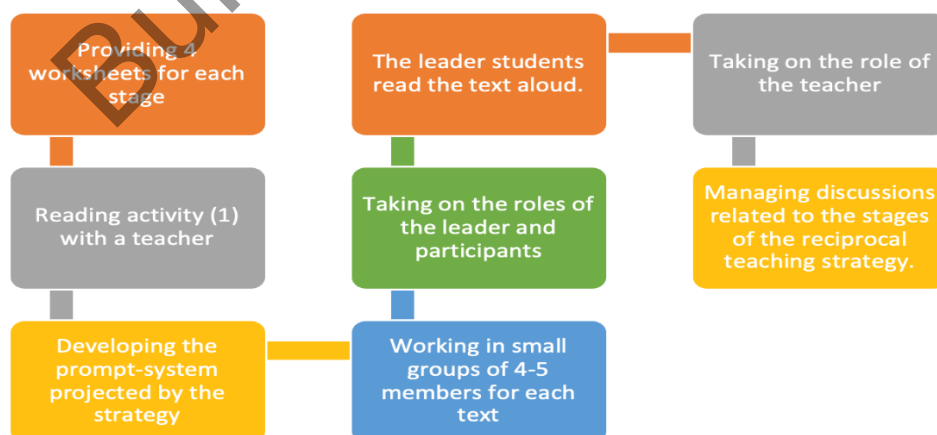 Providing 4
worksheets for each
stage
Reading activity (1)
with a teacher
Developing the
prompt-system
projected by the
strategy
Working in small
groups of 4-5
members for each
text
Taking on the roles of
the leader and
participants
The leader students
read the text aloud.
Taking on the role of
the teacher
Managing discussions
related to the stages
of the reciprocal
teaching strategy.